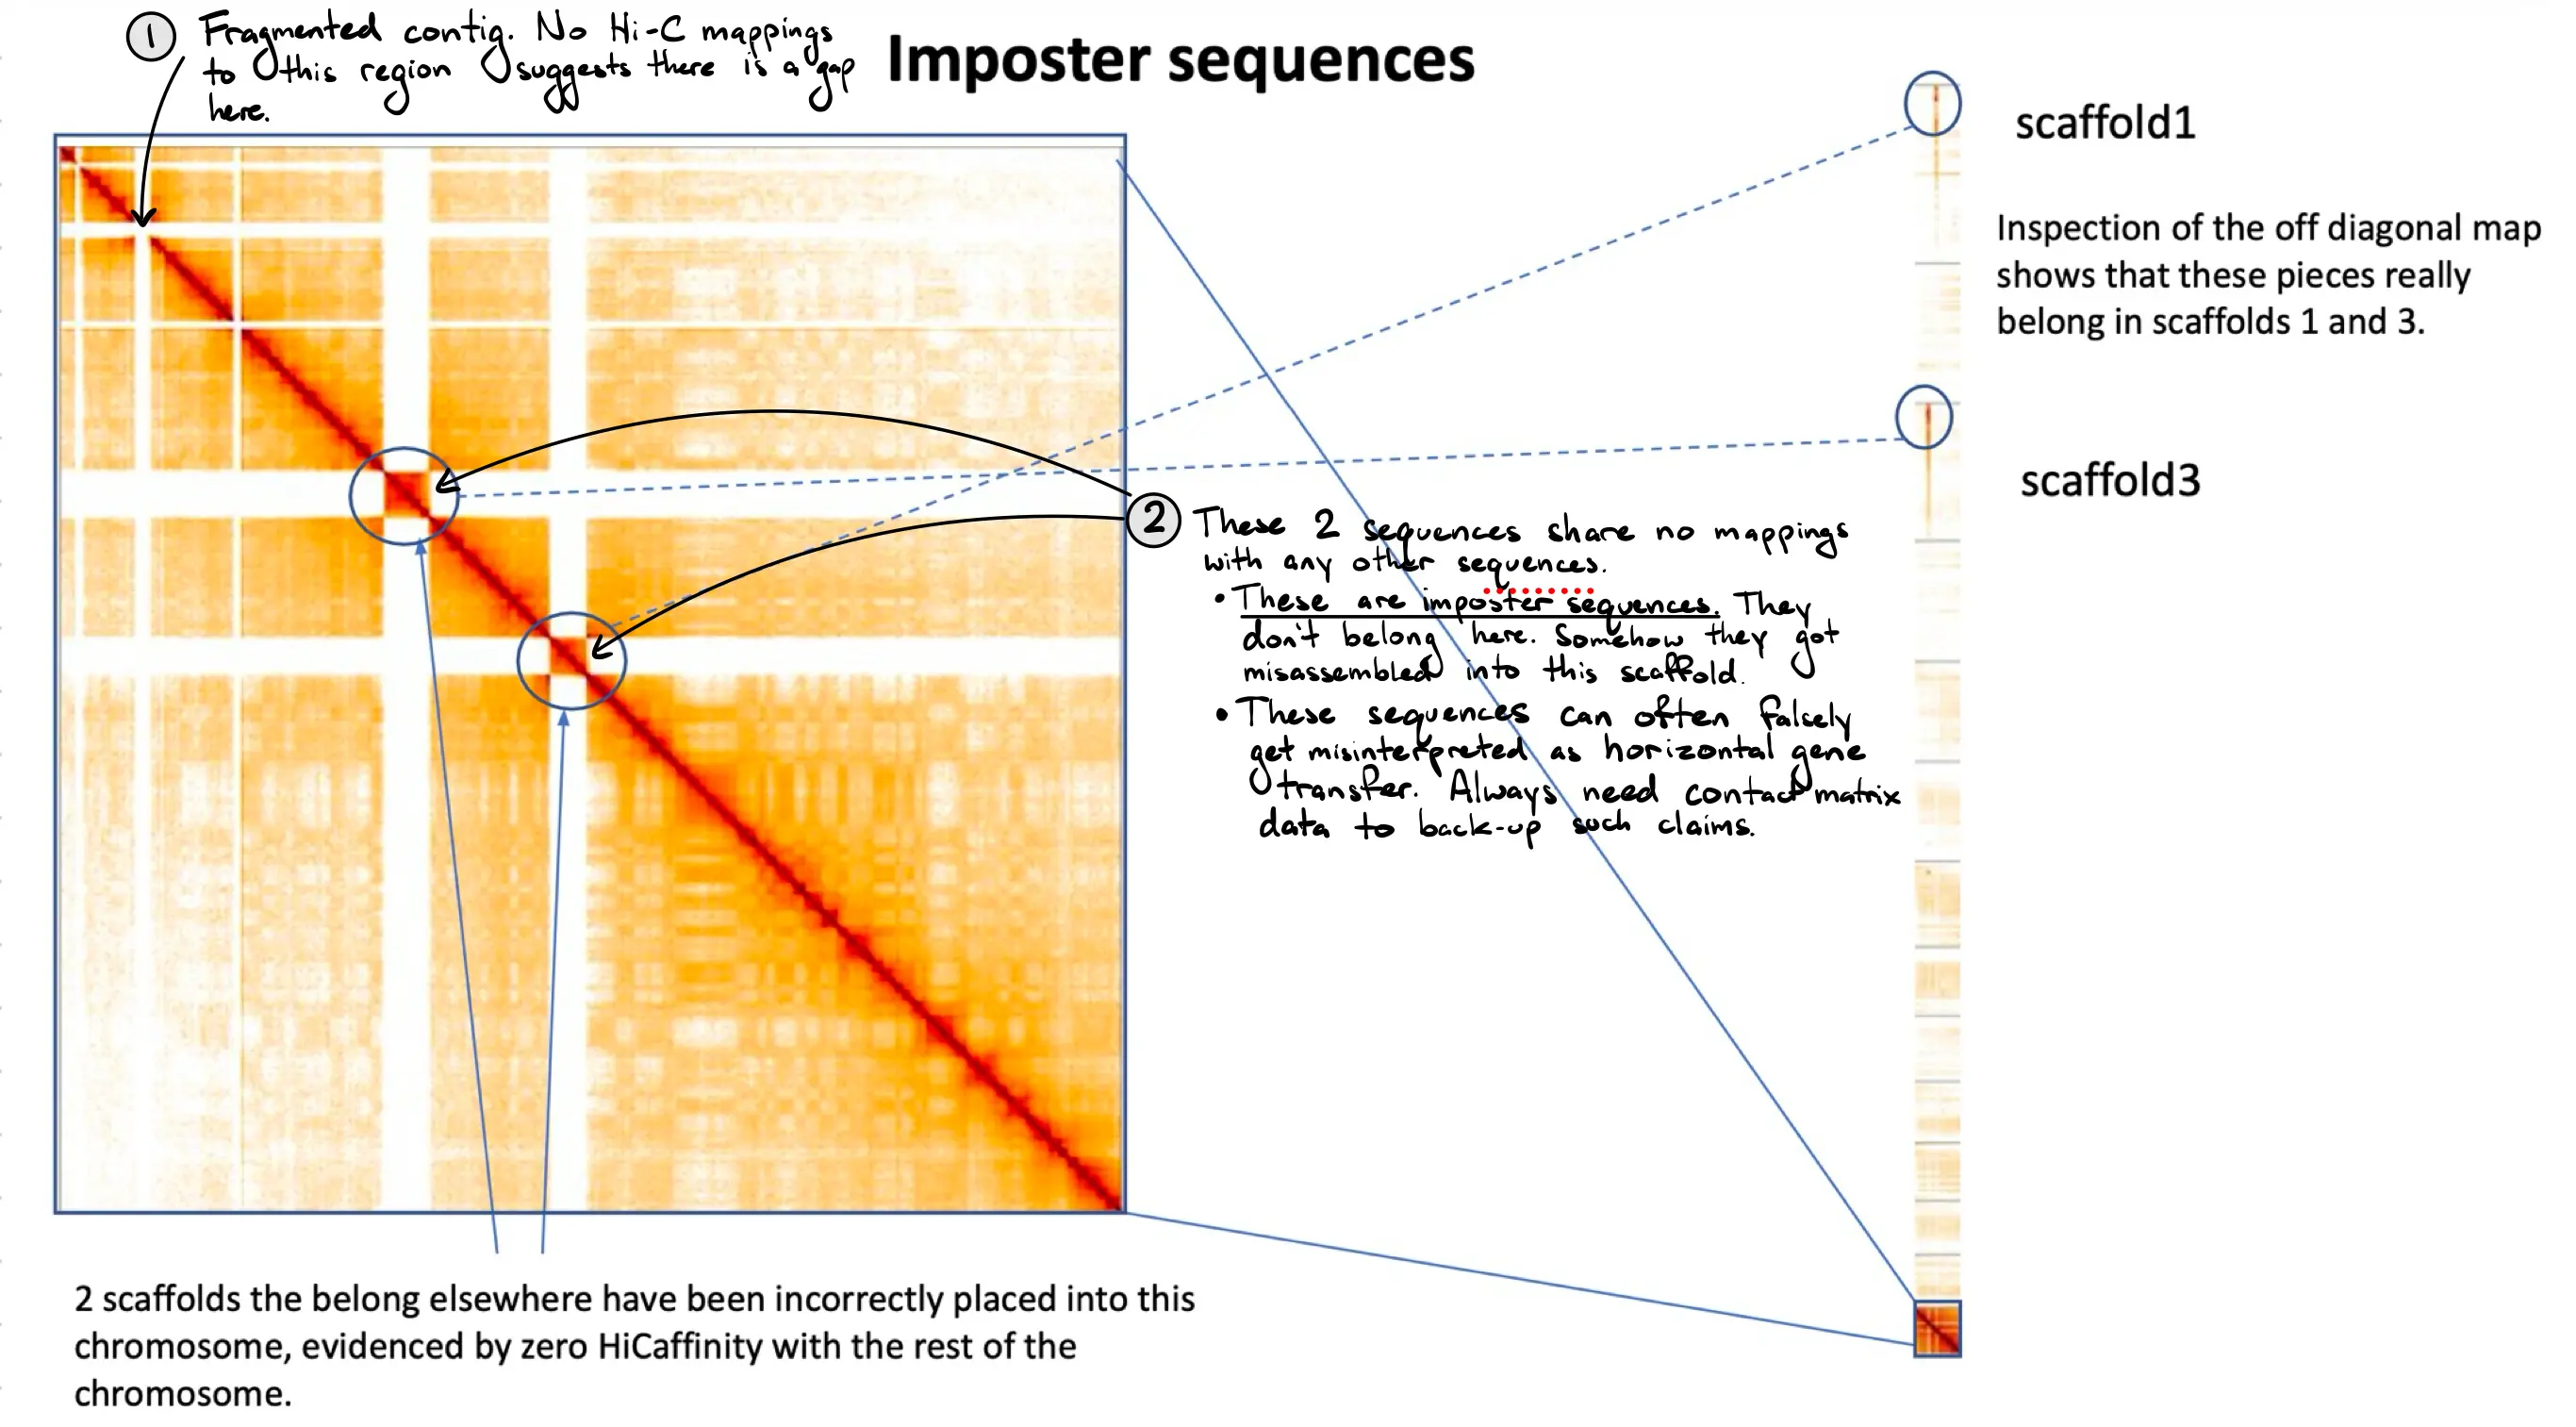 ① Fragmented contig. No Hi-C mappings
to this region suggests there is a gap
here.
Imposter sequences
scaffold1
Inspection of the off diagonal map
shows that these pieces really
belong in scaffolds 1 and 3.
scaffold3
② These 2 sequences share no mappings
with any other sequences.
• These are imposter sequences. They
don't belong here. Somehow they got
misassembled into this scaffold.
• These sequences can often falsely
get misinterpreted as horizontal gene
transfer. Always need contact matrix
data to back-up such claims.
2 scaffolds the belong elsewhere have been incorrectly placed into this
chromosome, evidenced by zero HiCaffinity with the rest of the
chromosome.